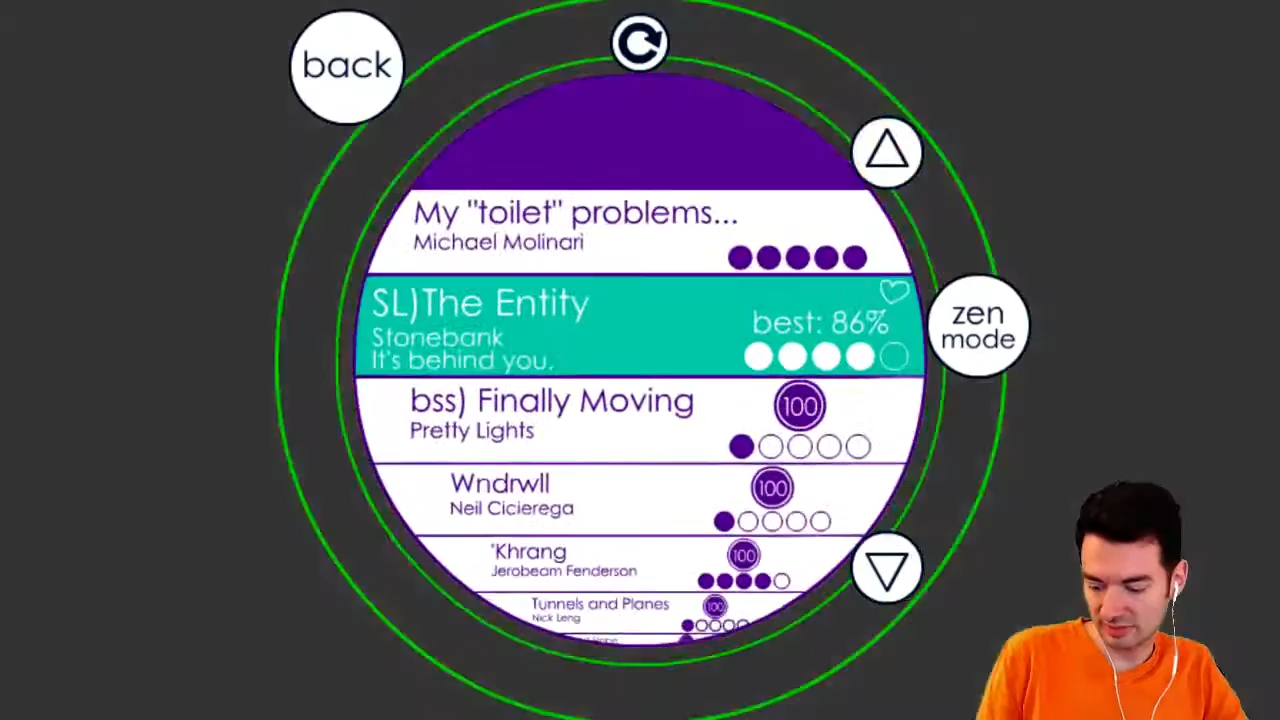 back
My "toilet" problems...
Michael Molinari
SL)The Entity
Stonebank
It's behind you.
best: 86%
zen
mode
bss) Finally Moving
100
Pretty Lights
Wndrwll
100
Neil Cicierega
'Khrang
100
Jerobeam Fenderson
Tunnels and Planes
100
Nick Leng